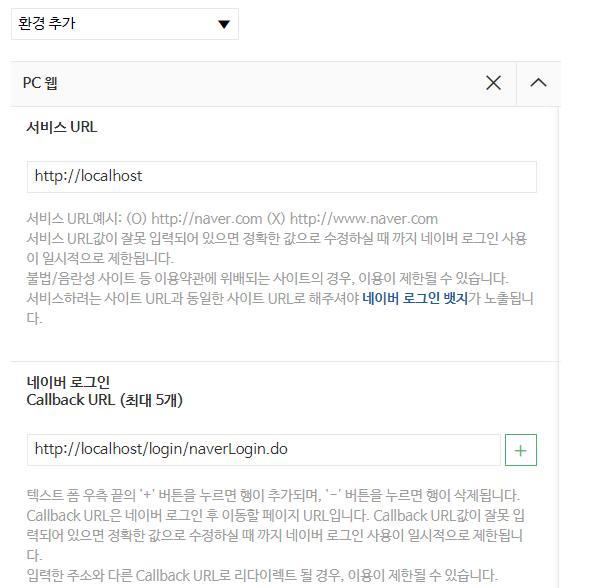 환경 추가
PC 웹
서비스 URL
http://localhost
서비스 URL예시: (O) http://naver.com (X) http://www.naver.com
서비스 URL값이 잘못 입력되어 있으면 정확한 값으로 수정하실 때 까지 네이버 로그인 사용
이 일시적으로 제한됩니다.
불법/음란성 사이트 등 이용약관에 위배되는 사이트의 경우, 이용이 제한될 수 있습니다.
서비스하려는 사이트 URL과 동일한 사이트 URL로 해주셔야 네이버 로그인 뱃지가 노출됩니
다.
네이버 로그인
Callback URL (최대 5개)
http://localhost/login/naverLogin.do
텍스트 폼 우측 끝의 '+' 버튼을 누르면 행이 추가되며, '-' 버튼을 누르면 행이 삭제됩니다.
Callback URL은 네이버 로그인 후 이동할 페이지 URL입니다. Callback URL값이 잘못 입
력되어 있으면 정확한 값으로 수정하실 때 까지 네이버 로그인 사용이 일시적으로 제한됩니
다.
입력한 주소와 다른 Callback URL로 리다이렉트 될 경우, 이용이 제한될 수 있습니다.